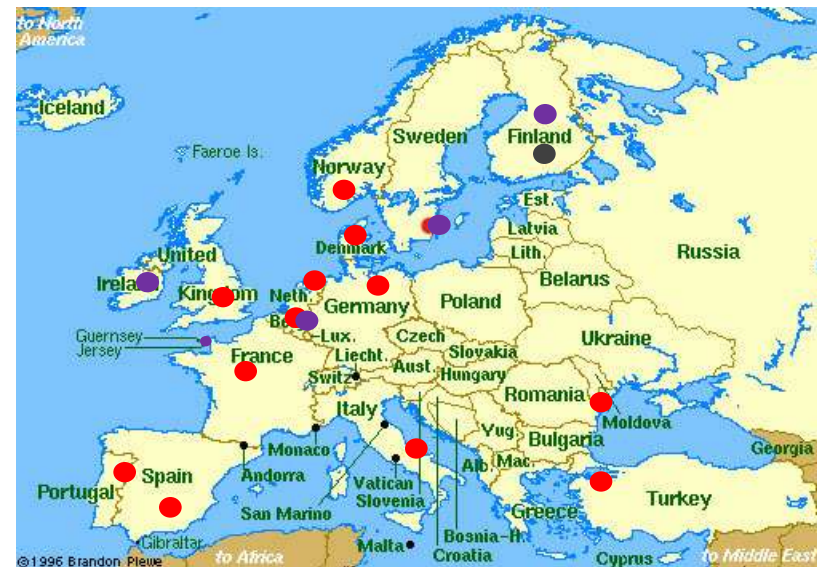 to North
America
Iceland
Faeroe Is.
Sweden
Finland
Norway
Est.
Latvia
Lith.
Denmark
Russia
United
Kingdom
Ireland
Neth.
Germany
Poland
Belarus
Guernsey
Jersey
Lux.
Czech
Slovakia
Ukraine
France
Liecht.
Switz.
Aust.
Hungary
Romania
Moldova
Italy
Yug.
Bulgaria
Georgia
Monaco
Andorra
Portugal
Spain
San Marino
Vatican
Slovenia
Alb.
Mac.
Greece
Turkey
Bosnia-H.
Croatia
Gibraltar
to Africa
Malta
Cyprus
to Middle East
©1996 Brandon Plewe